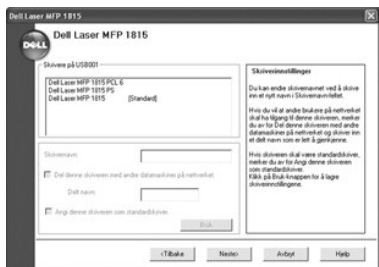 Dell Laser MFP 1815
DELL
Dell Laser MFP 1815
Skrivere på USB001
Dell Laser MFP 1815 PCL 6
Dell Laser MFP 1815 PS
Dell Laser MFP 1815 [Standard]
Skrivernavn:
Del denne skriveren med andre datamaskiner på nettverket.
Delt navn:
Angi denne skriveren som standardskriver.
Bruk
Skriverinnstillinger
Du kan endre skrivernavnet ved å skrive
inn et nytt navn i Skrivernavn-feltet.
Hvis du vil at andre brukere på nettverket
skal ha tilgang til denne skriveren, merker
du av for Del denne skriveren med andre
datamaskiner på nettverket og skriver inn
et delt navn som er lett å gjenkjenne.
Hvis skriveren skal være standardskriver,
merker du av for Angi denne skriveren
som standardskriver.
Klikk på Bruk-knappen for å lagre
skriverinnstillingene.
<Tilbake
Neste>
Avbryt
Hjelp